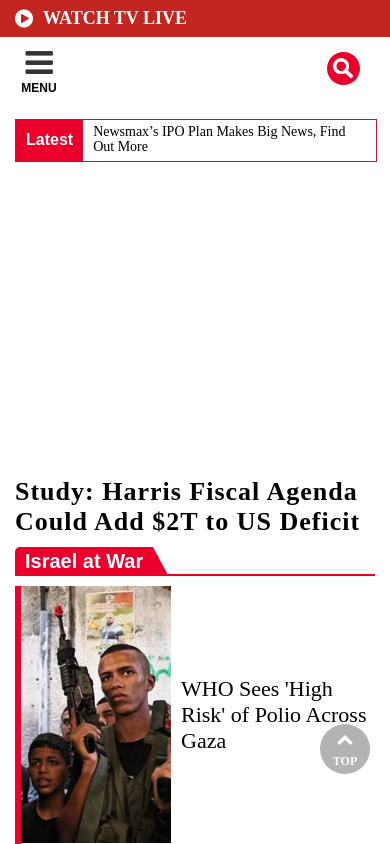 WATCH TV LIVE
MENU
Latest
Newsmax’s IPO Plan Makes Big News, Find
Out More
Study: Harris Fiscal Agenda
Could Add $2T to US Deficit
Israel at War
WHO Sees 'High
Risk' of Polio Across
Gaza
TOP